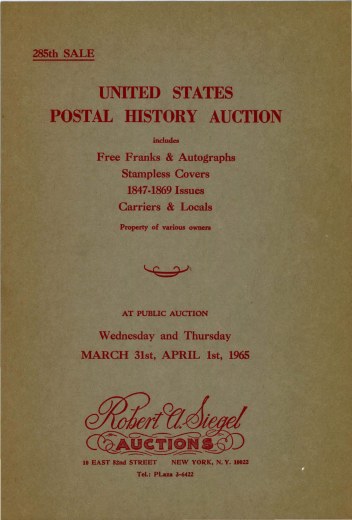 285th SALE
UNITED STATES
POSTAL HISTORY AUCTION
includes
Free Franks & Autographs
Stampless Covers
1847-1869 Issues
Carriers & Locals
Property of various owners
AT PUBLIC AUCTION
Wednesday and Thursday
MARCH 31st, APRIL 1st, 1965
Robert A. Siegel
AUCTIONS
10 EAST 52nd STREET NEW YORK, N. Y. 10022
Tel.: PLaza 3-6422